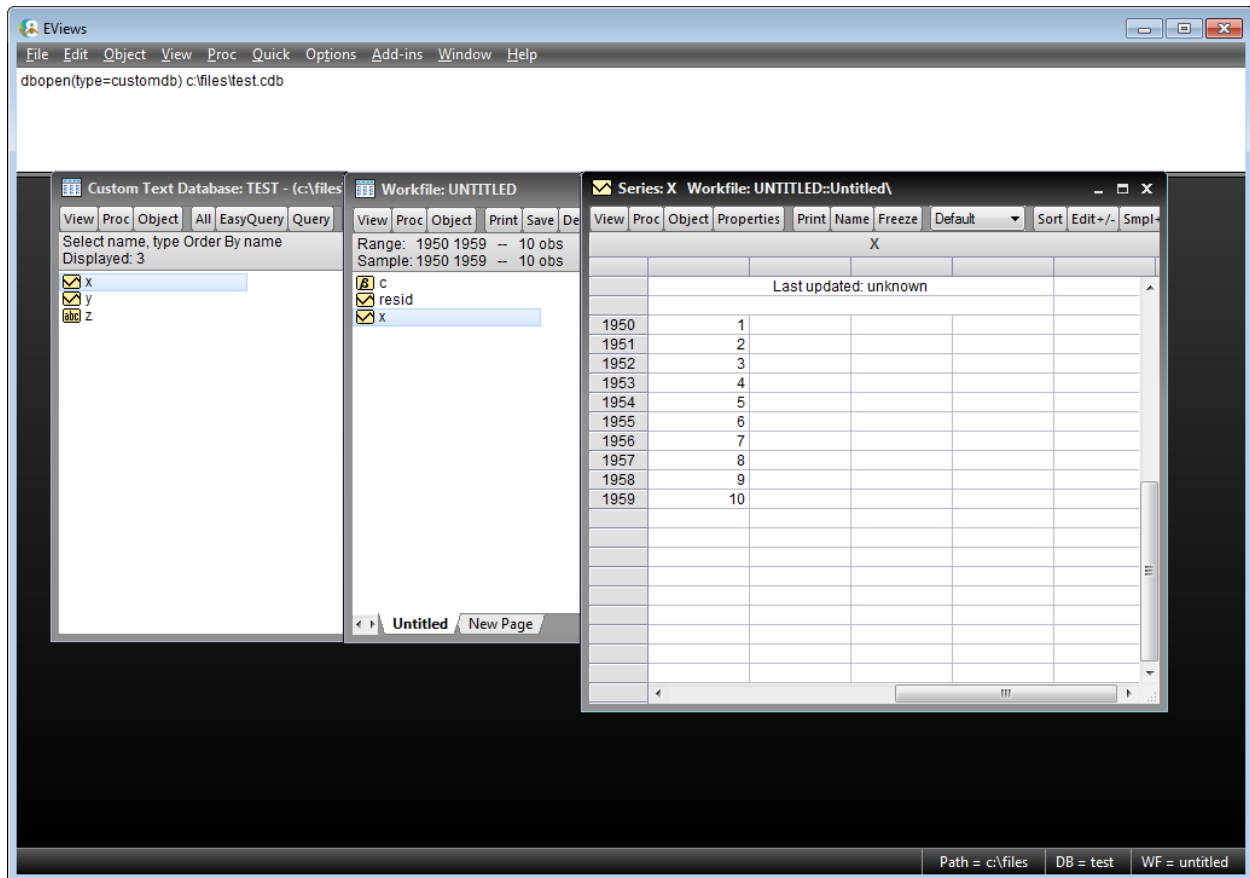 EViews
File Edit Object View Proc Quick Options Add-ins Window Help
dbopen(type=customdb) c:\files\test.cdb
Custom Text Database: TEST - (c:\files
View Proc Object All EasyQuery Query
Select name, type Order By name
Displayed: 3
x
y
abc z
Workfile: UNTITLED
View Proc Object Print Save De
Range: 1950 1959 -- 10 obs
Sample: 1950 1959 -- 10 obs
β c
resid
x
Untitled New Page
Series: X Workfile: UNTITLED::Untitled\
View Proc Object Properties Print Name Freeze Default Sort Edit+/- Smpl+
X
Last updated: unknown
1950 1
1951 2
1952 3
1953 4
1954 5
1955 6
1956 7
1957 8
1958 9
1959 10
Path = c:\files DB = test WF = untitled